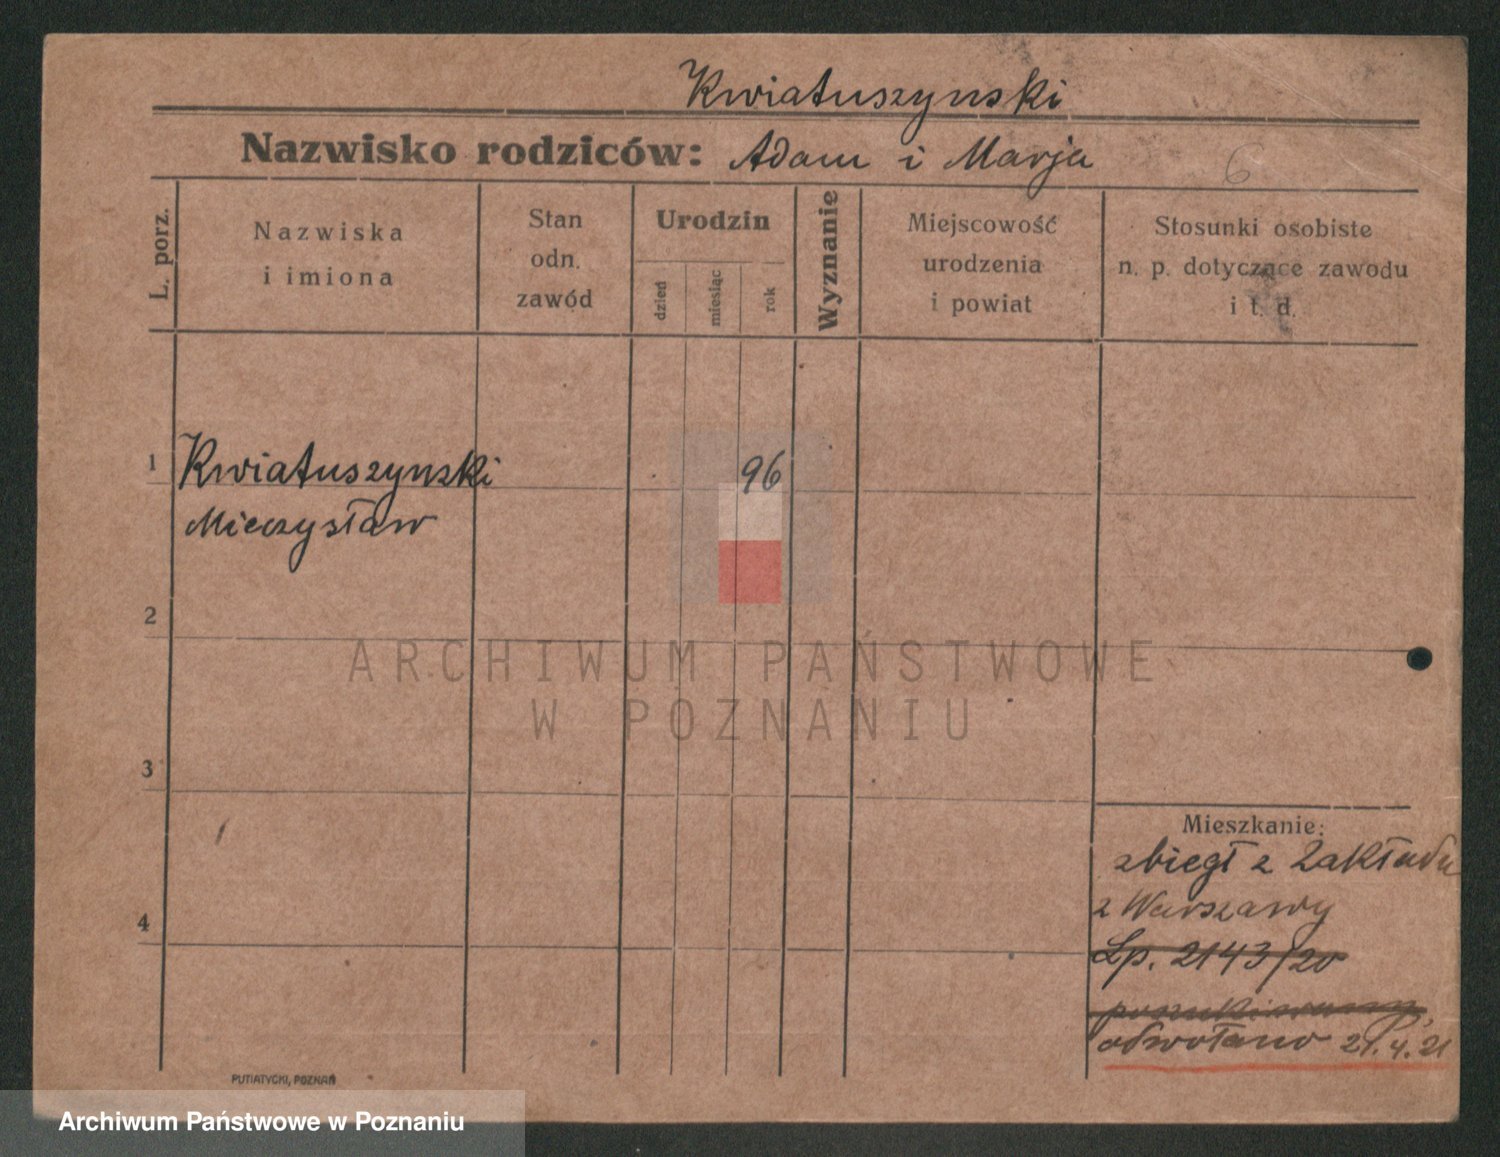 Kwiatuszynski
Nazwisko rodziców: Adam i Marja
6
L. porz.
Nazwiska
i imiona
Stan
odn.
zawód
Urodzin
dzień
miesiąc
rok
Wyznanie
Miejscowość
urodzenia
i powiat
Stosunki osobiste
n. p. dotyczące zawodu
i t. d.
1 Kwiatuszynski 96
Mieczysław
2
ARCHIWUM PAŃSTWOWE
W POZNANIU
3
Mieszkanie:
zbiegł z Zakładu
z Warszawy
4
Lp. 2143/20
poszukiwany,
odwołano 21.4.21
PUTIATYCKI, POZNAŃ
Archiwum Państwowe w Poznaniu